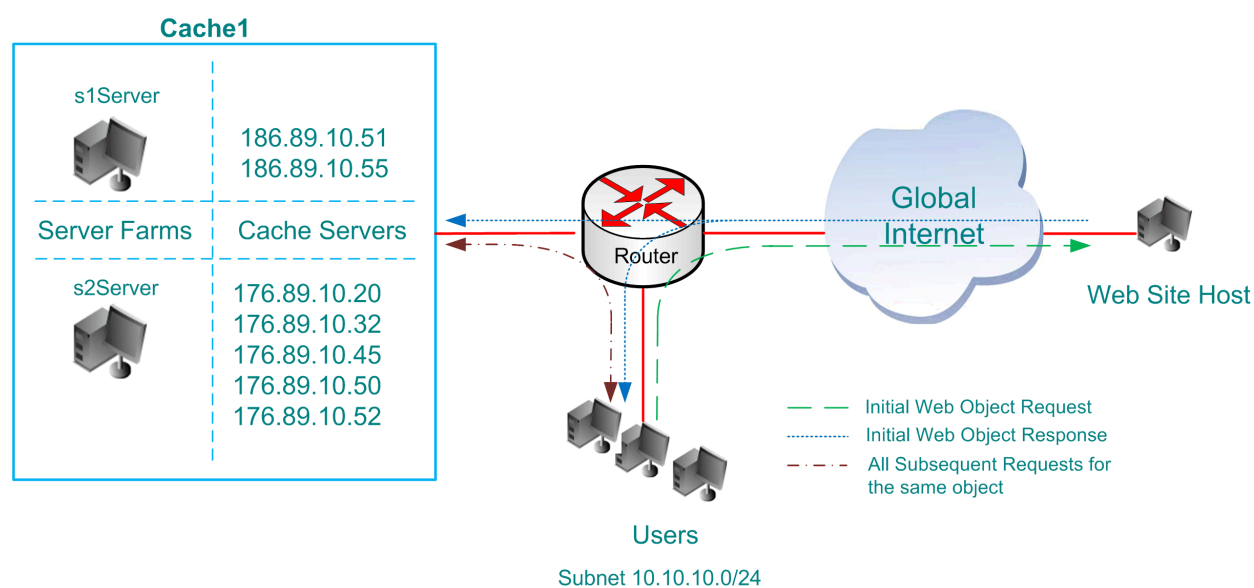 Cache1
s1Server
186.89.10.51
186.89.10.55
Server Farms
Cache Servers
s2Server
176.89.10.20
176.89.10.32
176.89.10.45
176.89.10.50
176.89.10.52
Router
Global
Internet
Web Site Host
Initial Web Object Request
Initial Web Object Response
All Subsequent Requests for
the same object
Users
Subnet 10.10.10.0/24